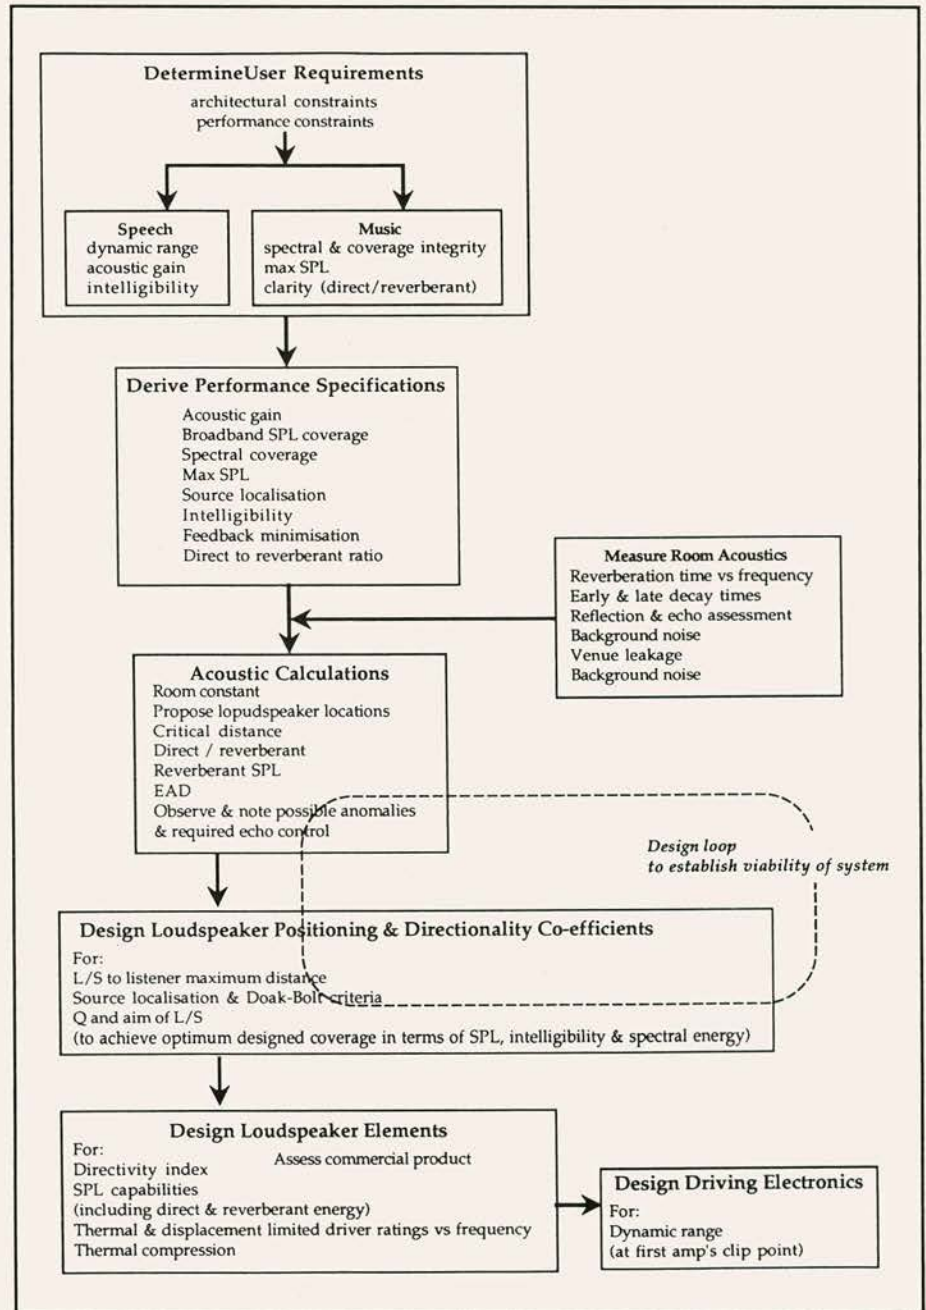 DetermineUser Requirements
architectural constraints
performance constraints
Speech
dynamic range
acoustic gain
intelligibility
Music
spectral & coverage integrity
max SPL
clarity (direct/reverberant)
Derive Performance Specifications
Acoustic gain
Broadband SPL coverage
Spectral coverage
Max SPL
Source localisation
Intelligibility
Feedback minimisation
Direct to reverberant ratio
Measure Room Acoustics
Reverberation time vs frequency
Early & late decay times
Reflection & echo assessment
Background noise
Venue leakage
Background noise
Acoustic Calculations
Room constant
Propose lopudspeaker locations
Critical distance
Direct / reverberant
Reverberant SPL
EAD
Observe & note possible anomalies
& required echo control
Design loop
to establish viability of system
Design Loudspeaker Positioning & Directionality Co-efficients
For:
L/S to listener maximum distance
Source localisation & Doak-Bolt criteria
Q and aim of L/S
(to achieve optimum designed coverage in terms of SPL, intelligibility & spectral energy)
Design Loudspeaker Elements
For:
Assess commercial product
Directivity index
SPL capabilities
(including direct & reverberant energy)
Thermal & displacement limited driver ratings vs frequency
Thermal compression
Design Driving Electronics
For:
Dynamic range
(at first amp's clip point)